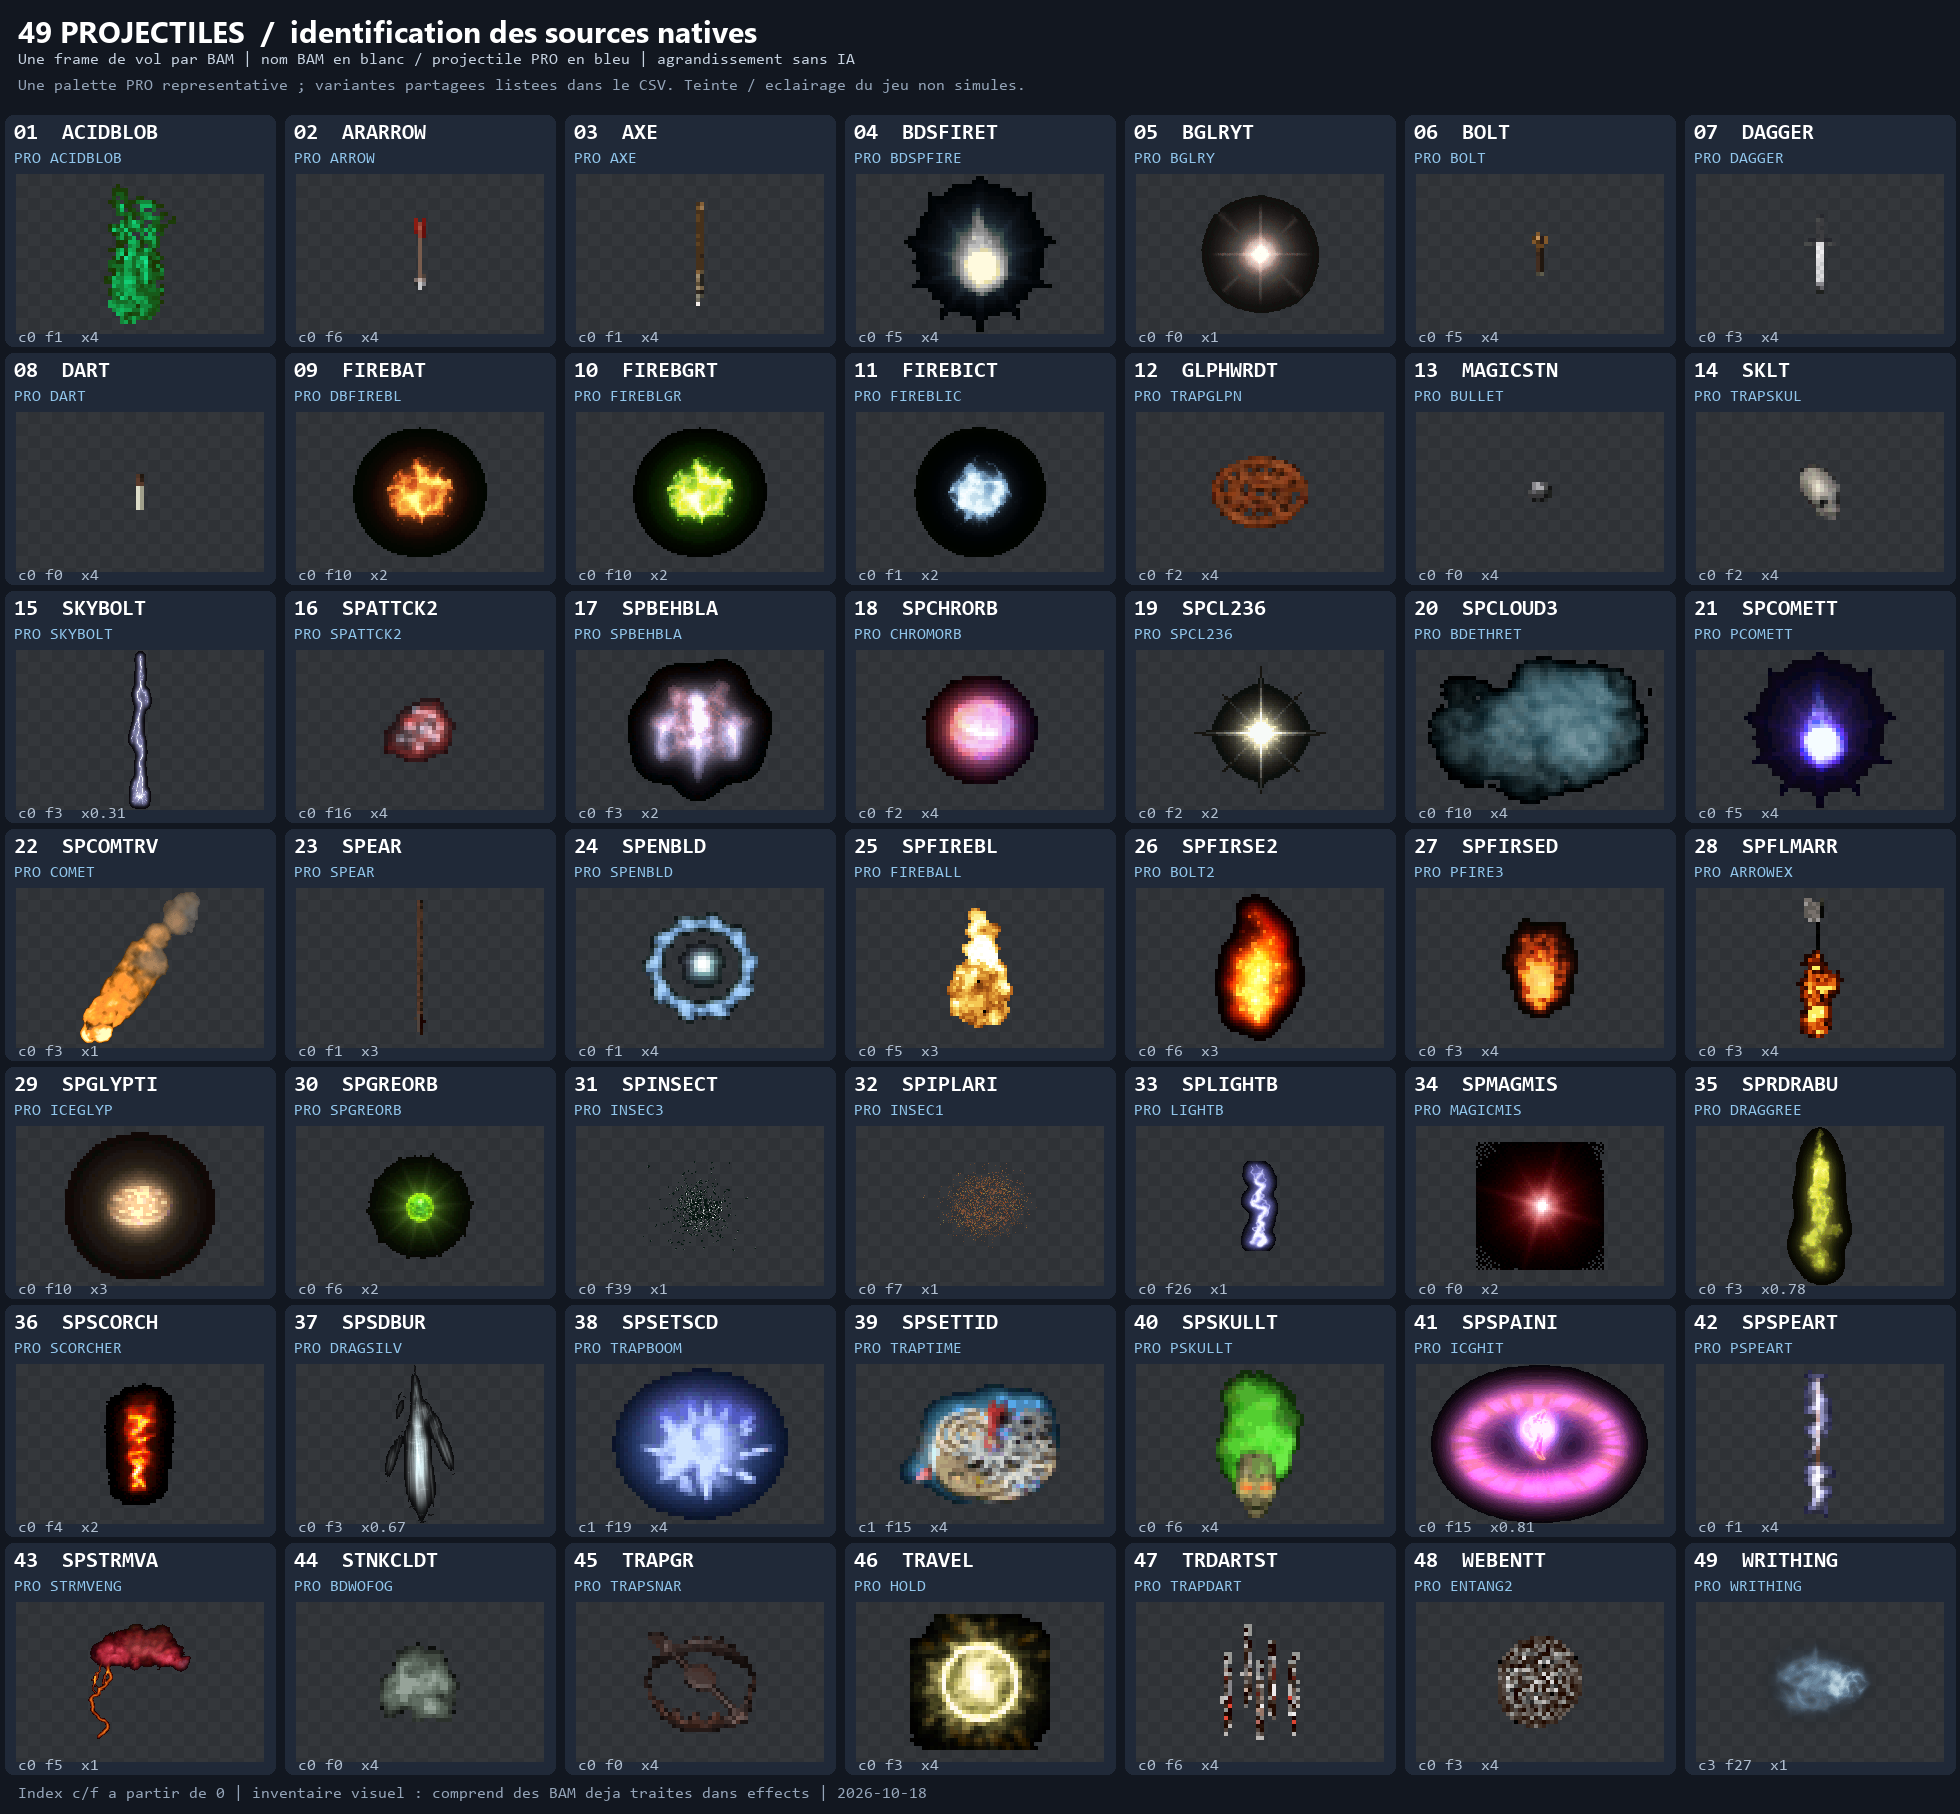 49 PROJECTILES / identification des sources natives
Une frame de vol par BAM | nom BAM en blanc / projectile PRO en bleu | agrandissement sans IA
Une palette PRO representative ; variantes partagees listees dans le CSV. Teinte / eclairage du jeu non simules.
01 ACIDBLOB
PRO ACIDBLOB
c0 f1 x4
02 ARARROW
PRO ARROW
c0 f6 x4
03 AXE
PRO AXE
c0 f1 x4
04 BDSFIRET
PRO BDSPFIRE
c0 f5 x4
05 BGLRYT
PRO BGLRY
c0 f0 x1
06 BOLT
PRO BOLT
c0 f5 x4
07 DAGGER
PRO DAGGER
c0 f3 x4
08 DART
PRO DART
c0 f0 x4
09 FIREBAT
PRO DBFIREBL
c0 f10 x2
10 FIREBGRT
PRO FIREBLGR
c0 f10 x2
11 FIREBICT
PRO FIREBLIC
c0 f1 x2
12 GLPHWRDT
PRO TRAPGLPN
c0 f2 x4
13 MAGICSTN
PRO BULLET
c0 f0 x4
14 SKLT
PRO TRAPSKUL
c0 f2 x4
15 SKYBOLT
PRO SKYBOLT
c0 f3 x0.31
16 SPATTCK2
PRO SPATTCK2
c0 f16 x4
17 SPBEHBLA
PRO SPBEHBLA
c0 f3 x2
18 SPCHRORB
PRO CHROMORB
c0 f2 x4
19 SPCL236
PRO SPCL236
c0 f2 x2
20 SPCLOUD3
PRO BDETHRET
c0 f10 x4
21 SPCOMETT
PRO PCOMETT
c0 f5 x4
22 SPCOMTRV
PRO COMET
c0 f3 x1
23 SPEAR
PRO SPEAR
c0 f1 x3
24 SPENBLD
PRO SPENBLD
c0 f1 x4
25 SPFIREBL
PRO FIREBALL
c0 f5 x3
26 SPFIRSE2
PRO BOLT2
c0 f6 x3
27 SPFIRSED
PRO PFIRE3
c0 f3 x4
28 SPFLMARR
PRO ARROWEX
c0 f3 x4
29 SPGLYPTI
PRO ICEGLYP
c0 f10 x3
30 SPGREORB
PRO SPGREORB
c0 f6 x2
31 SPINSECT
PRO INSEC3
c0 f39 x1
32 SPIPLARI
PRO INSEC1
c0 f7 x1
33 SPLIGHTB
PRO LIGHTB
c0 f26 x1
34 SPMAGMIS
PRO MAGICMIS
c0 f0 x2
35 SPRDRABU
PRO DRAGGREE
c0 f3 x0.78
36 SPSCORCH
PRO SCORCHER
c0 f4 x2
37 SPSDBUR
PRO DRAGSILV
c0 f3 x0.67
38 SPSETSCD
PRO TRAPBOOM
c1 f19 x4
39 SPSETTID
PRO TRAPTIME
c1 f15 x4
40 SPSKULLT
PRO PSKULLT
c0 f6 x4
41 SPSPAINI
PRO ICGHIT
c0 f15 x0.81
42 SPSPEART
PRO PSPEART
c0 f1 x4
43 SPSTRMVA
PRO STRMVENG
c0 f5 x1
44 STNKCLDT
PRO BDWOFOG
c0 f0 x4
45 TRAPGR
PRO TRAPSNAR
c0 f0 x4
46 TRAVEL
PRO HOLD
c0 f3 x4
47 TRDARTST
PRO TRAPDART
c0 f6 x4
48 WEBENTT
PRO ENTANG2
c0 f3 x4
49 WRITHING
PRO WRITHING
c3 f27 x1
Index c/f a partir de 0 | inventaire visuel : comprend des BAM deja traites dans effects | 2026-10-18